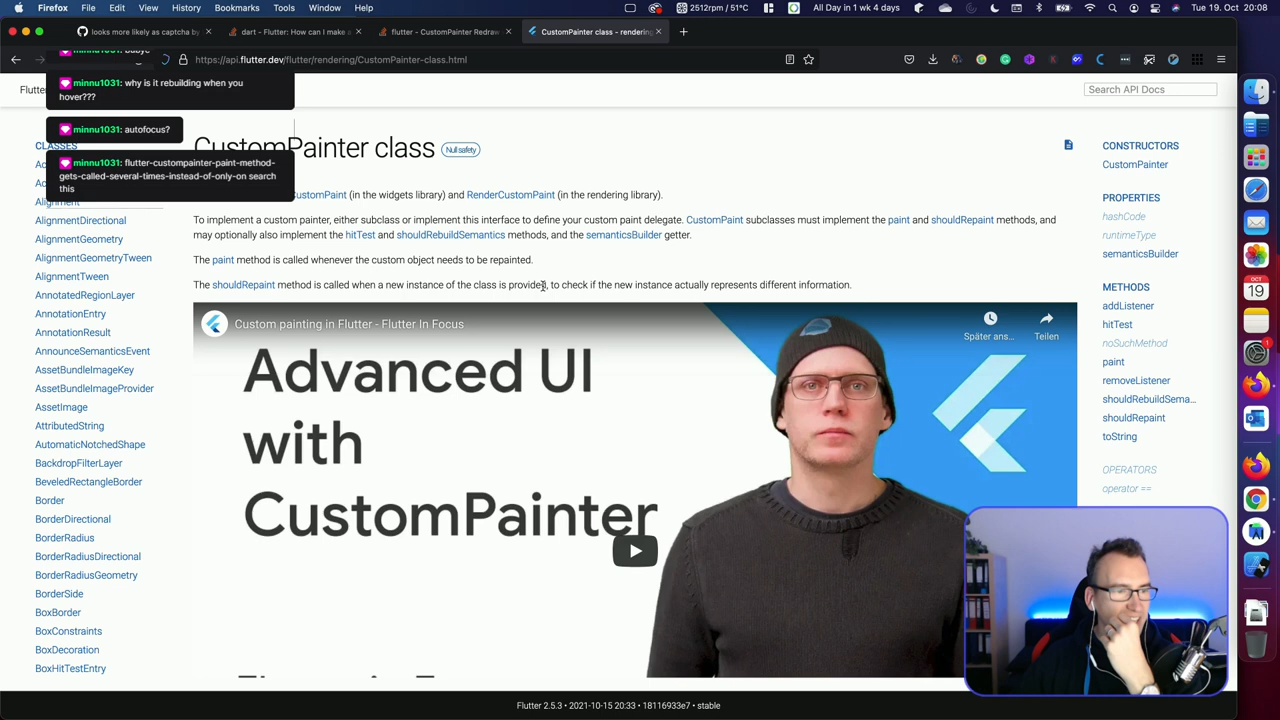 Firefox File Edit View History Bookmarks Tools Window Help
2512rpm / 51°C
All Day in 1 w 4 days
Tue 19. Oct 20:08
looks more likely as captcha by
dart - Flutter: How can I make a
flutter - CustomPainter Redraw
CustomPainter class - rendering
https://api.flutter.dev/flutter/rendering/CustomPainter-class.html
minnu1031: why is it rebuilding when you
hover???
minnu1031: autofocus?
minnu1031: flutter-custompainter-paint-method-
gets-called-several-times-instead-of-only-on search
this
Search API Docs
CLASSES
Alignment
AlignmentDirectional
AlignmentGeometry
AlignmentGeometryTween
AlignmentTween
AnnotatedRegionLayer
AnnotationEntry
AnnotationResult
AnnounceSemanticsEvent
AssetBundleImageKey
AssetBundleImageProvider
AssetImage
AttributedString
AutomaticNotchedShape
BackdropFilterLayer
BeveledRectangleBorder
Border
BorderDirectional
BorderRadius
BorderRadiusDirectional
BorderRadiusGeometry
BorderSide
BoxBorder
BoxConstraints
BoxDecoration
BoxHitTestEntry
CustomPainter class Null safety
CustomPaint (in the widgets library) and RenderCustomPaint (in the rendering library).
To implement a custom painter, either subclass or implement this interface to define your custom paint delegate. CustomPaint subclasses must implement the paint and shouldRepaint methods, and
may optionally also implement the hitTest and shouldRebuildSemantics methods, and the semanticsBuilder getter.
The paint method is called whenever the custom object needs to be repainted.
The shouldRepaint method is called when a new instance of the class is provided, to check if the new instance actually represents different information.
Custom painting in Flutter - Flutter In Focus
Später ans...
Teilen
Advanced UI
with
CustomPainter
CONSTRUCTORS
CustomPainter
PROPERTIES
hashCode
runtimeType
semanticsBuilder
METHODS
addListener
hitTest
noSuchMethod
paint
removeListener
shouldRebuildSema...
shouldRepaint
toString
OPERATORS
operator ==
OCT
19
1
Flutter 2.5.3 • 2021-10-15 20:33 • 18116933e7 • stable